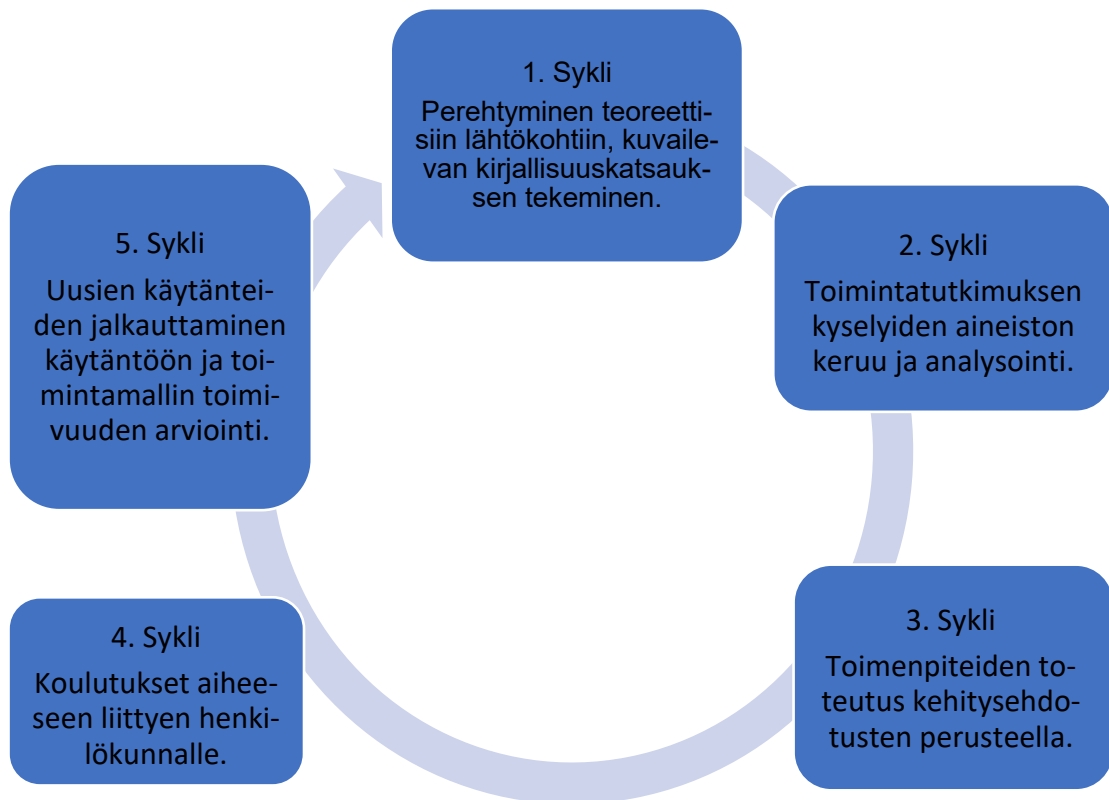 1. Sykli
Perehtyminen teoreetti-
siin lähtökohtiin, kuvaile-
van kirjallisuuskatsauk-
sen tekeminen.
2. Sykli
Toimintatutkimuksen
kyselyiden aineiston
keruu ja analysointi.
3. Sykli
Toimenpiteiden to-
teutus kehitysehdo-
tusten perusteella.
4. Sykli
Koulutukset aihee-
seen liittyen henki-
lökunnalle.
5. Sykli
Uusien käytäntei-
den jalkauttaminen
käytäntöön ja toi-
mintamallin toimi-
vuuden arviointi.